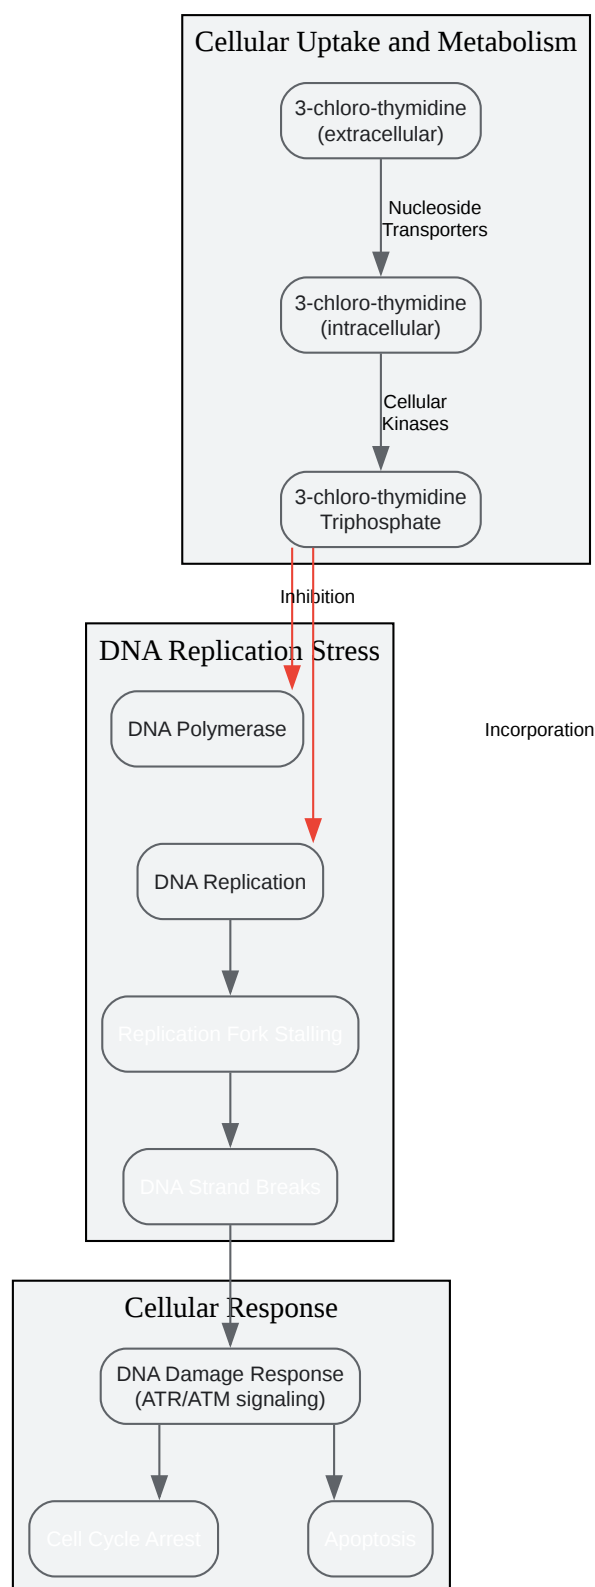 Cellular Uptake and Metabolism
3-chloro-thymidine
(extracellular)
Nucleoside
Transporters
3-chloro-thymidine
(intracellular)
Cellular
Kinases
3-chloro-thymidine
Triphosphate
Inhibition
DNA Replication Stress
DNA Polymerase
Incorporation
DNA Replication
Replication Fork Stalling
DNA Strand Breaks
Cellular Response
DNA Damage Response
(ATR/ATM signaling)
Cell Cycle Arrest
Apoptosis